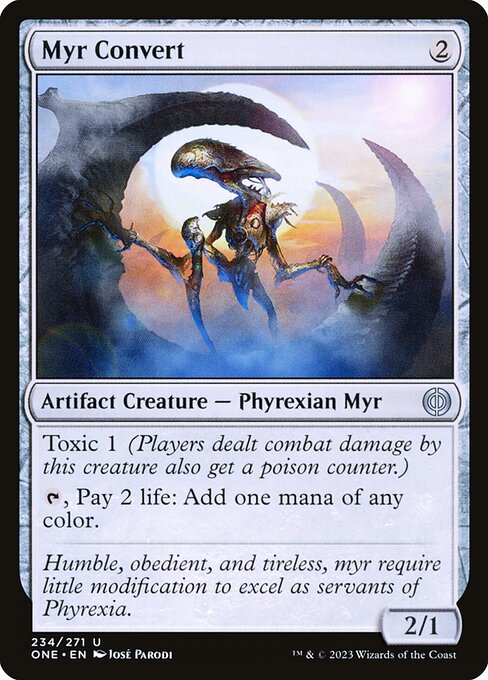 Myr Convert 2
Artifact Creature — Phyrexian Myr
Toxic 1 (Players dealt combat damage by
this creature also get a poison counter.)
, Pay 2 life: Add one mana of any
color.
Humble, obedient, and tireless, myr require
little modification to excel as servants of
Phyrexia.
2/1
234/271 U
ONE • EN José Parodi
™ & © 2023 Wizards of the Coast